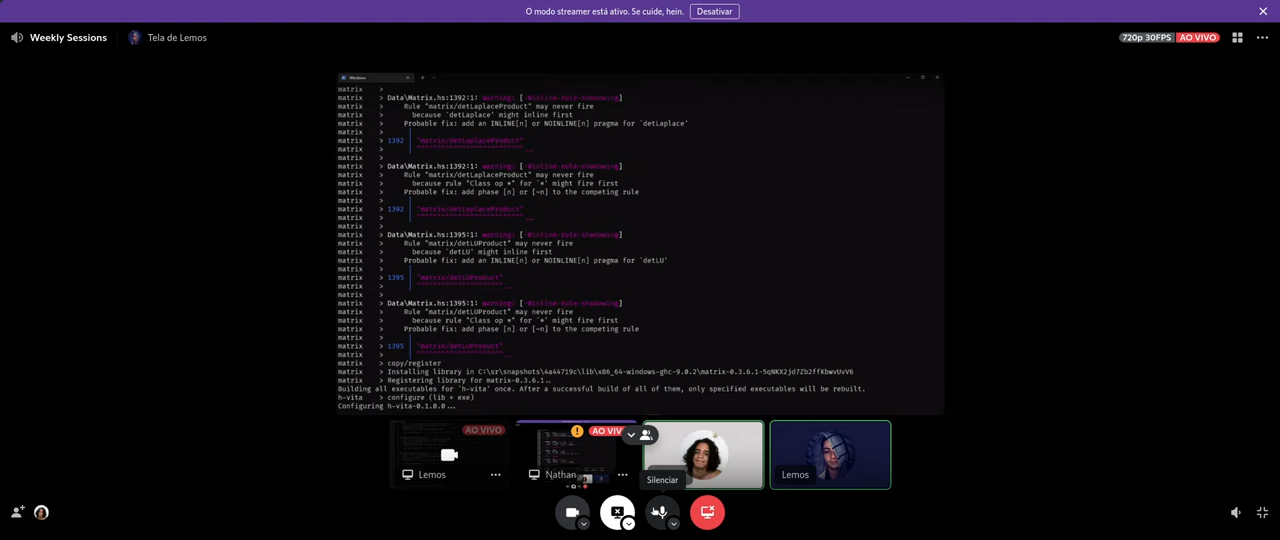 O modo streamer está ativo. Se cuide, hein. Desativar
Weekly Sessions Tela de Lemos 720p 30FPS AO VIVO
Windows
matrix >
matrix > Data\Matrix.hs:1392:1: warning: [-Winline-rule-shadowing]
matrix > Rule "matrix/detLaplaceProduct" may never fire
matrix > because `detLaplace' might inline first
matrix > Probable fix: add an INLINE[n] or NOINLINE[n] pragma for `detLaplace'
matrix > |
matrix > 1392 | "matrix/detLaplaceProduct"
matrix > | ^^^^^^^^^^^^^^^^^^^^^^^^^^...
matrix >
matrix > Data\Matrix.hs:1392:1: warning: [-Winline-rule-shadowing]
matrix > Rule "matrix/detLaplaceProduct" may never fire
matrix > because rule "Class op *" for `*' might fire first
matrix > Probable fix: add phase [n] or [~n] to the competing rule
matrix > |
matrix > 1392 | "matrix/detLaplaceProduct"
matrix > | ^^^^^^^^^^^^^^^^^^^^^^^^^^...
matrix >
matrix > Data\Matrix.hs:1395:1: warning: [-Winline-rule-shadowing]
matrix > Rule "matrix/detLUProduct" may never fire
matrix > because `detLU' might inline first
matrix > Probable fix: add an INLINE[n] or NOINLINE[n] pragma for `detLU'
matrix > |
matrix > 1395 | "matrix/detLUProduct"
matrix > | ^^^^^^^^^^^^^^^^^^^^^...
matrix >
matrix > Data\Matrix.hs:1395:1: warning: [-Winline-rule-shadowing]
matrix > Rule "matrix/detLUProduct" may never fire
matrix > because rule "Class op *" for `*' might fire first
matrix > Probable fix: add phase [n] or [~n] to the competing rule
matrix > |
matrix > 1395 | "matrix/detLUProduct"
matrix > | ^^^^^^^^^^^^^^^^^^^^^...
matrix > copy/register
matrix > Installing library in C:\sr\snapshots\4a44719c\lib\x86_64-windows-ghc-9.0.2\matrix-0.3.6.1-5qNKX2jd7Zb2ffKbwvUvV6
matrix > Registering library for matrix-0.3.6.1..
Building all executables for `h-vita' once. After a successful build of all of them, only specified executables will be rebuilt.
h-vita > configure (lib + exe)
Configuring h-vita-0.1.0.0...
AO VIVO
Lemos
AO VIV
Nathan
Lemos
Silenciar